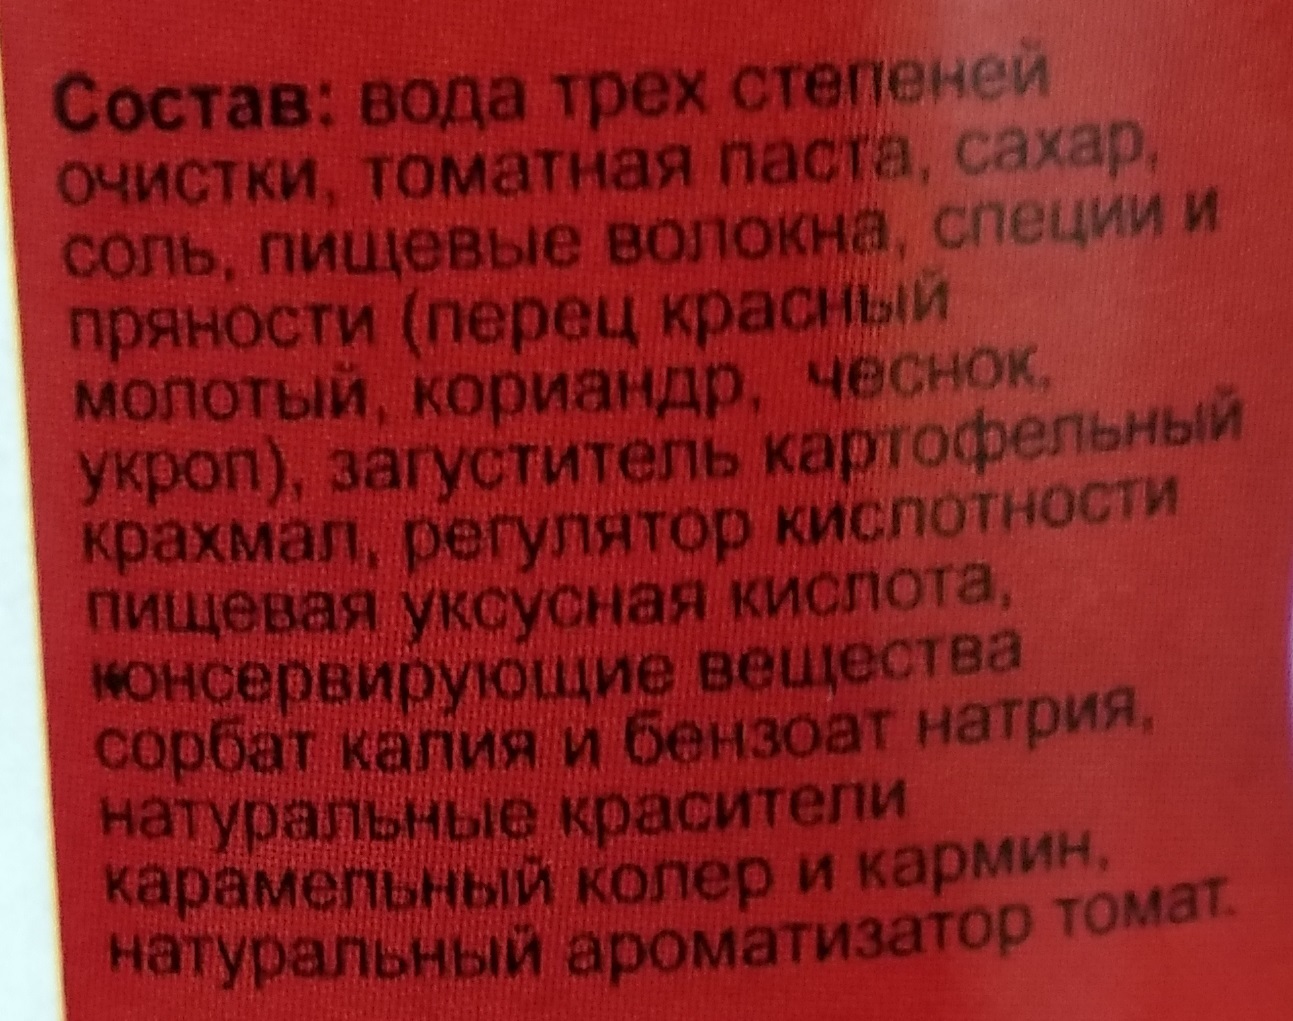 Состав: вода трех степеней
очистки, томатная паста, сахар,
соль, пищевые волокна, специи и
пряности (перец красный
молотый, кориандр, чеснок,
укроп), загуститель картофельный
крахмал, регулятор кислотности
пищевая уксусная кислота,
консервирующие вещества
сорбат калия и бензоат натрия,
натуральные красители
карамельный колер и кармин,
натуральный ароматизатор томат.